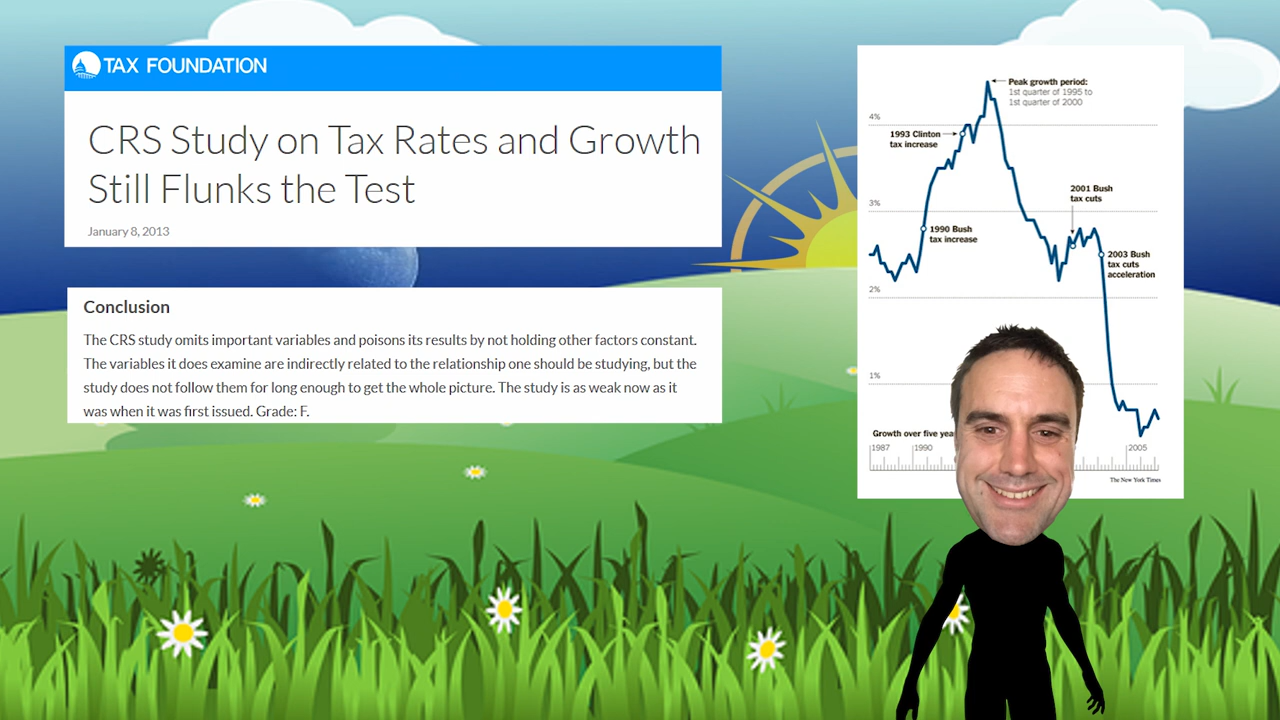 TAX FOUNDATION
CRS Study on Tax Rates and Growth
Still Flunks the Test
January 8, 2013
Conclusion
The CRS study omits important variables and poisons its results by not holding other factors constant.
The variables it does examine are indirectly related to the relationship one should be studying, but the
study does not follow them for long enough to get the whole picture. The study is as weak now as it
was when it was first issued. Grade: F.
Peak growth period:
1st quarter of 1995 to
1st quarter of 2000
4%
1993 Clinton
tax increase
2001 Bush
tax cuts
3%
1990 Bush
tax increase
2003 Bush
tax cuts
acceleration
2%
1%
Growth over five
1987 1990 2005
The New York Times